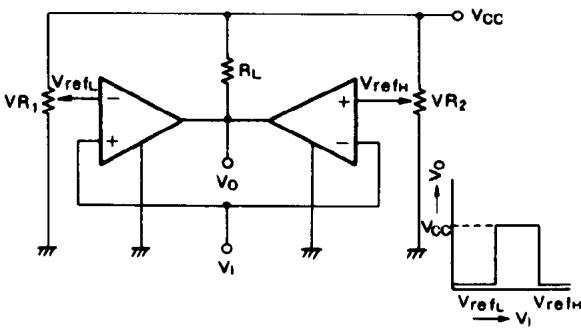 VCC
VR1
VrefL
RL
VrefH
VR2
−
+
+
−
VO
VI
VO
VCC
VrefL
VrefH
VI